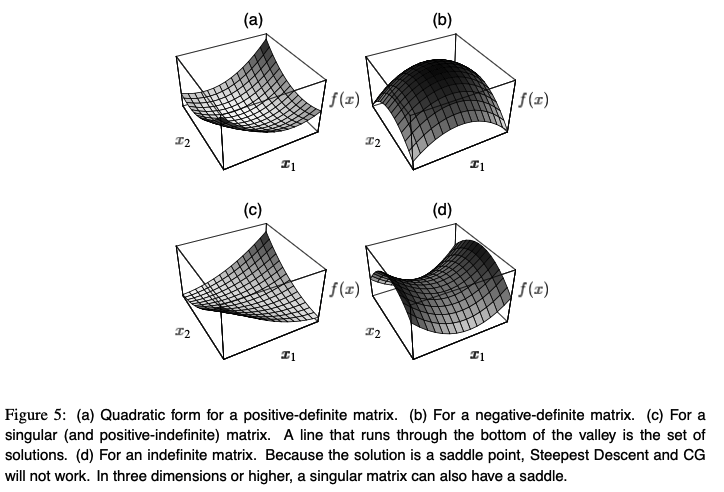 (a)
(b)
f(x)
f(x)
x2
x1
x2
x1
(c)
(d)
f(x)
f(x)
x2
x1
x2
x1
Figure 5: (a) Quadratic form for a positive-definite matrix. (b) For a negative-definite matrix. (c) For a
singular (and positive-indefinite) matrix. A line that runs through the bottom of the valley is the set of
solutions. (d) For an indefinite matrix. Because the solution is a saddle point, Steepest Descent and CG
will not work. In three dimensions or higher, a singular matrix can also have a saddle.